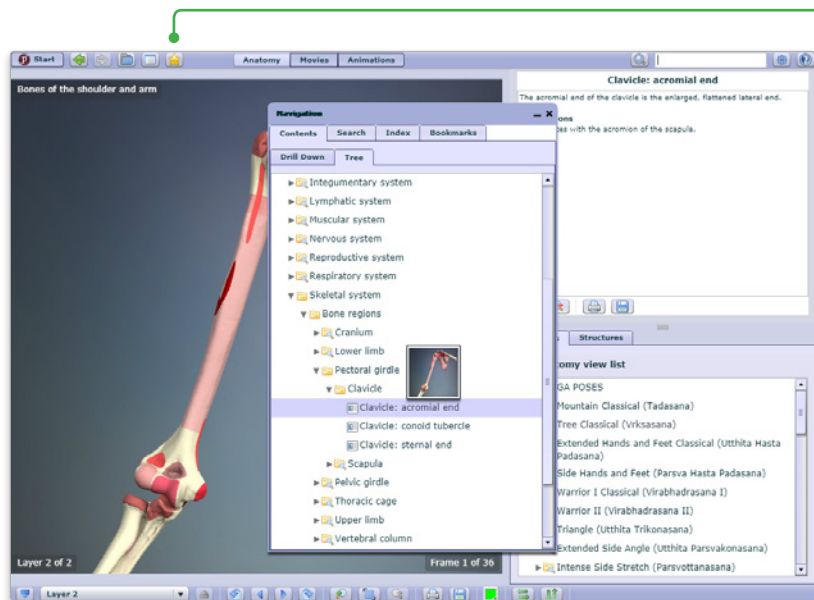 Start
Anatomy
Movies
Animations
Bones of the shoulder and arm
Clavicle: acromial end
The acromial end of the clavicle is the enlarged, flattened lateral end.
ons
es with the acromion of the scapula.
Navigation
Contents
Search
Index
Bookmarks
Drill Down
Tree
Integumentary system
Lymphatic system
Muscular system
Nervous system
Reproductive system
Respiratory system
Skeletal system
Bone regions
Cranium
Lower limb
Pectoral girdle
Clavicle
Clavicle: acromial end
Clavicle: conoid tubercle
Clavicle: sternal end
Scapula
Pelvic girdle
Thoracic cage
Upper limb
Vertebral column
Structures
omy view list
GA POSES
Mountain Classical (Tadasana)
Tree Classical (Vrksasana)
Extended Hands and Feet Classical (Utthita Hasta
Padasana)
Side Hands and Feet (Parsva Hasta Padasana)
Warrior I Classical (Virabhadrasana I)
Warrior II (Virabhadrasana II)
Triangle (Utthita Trikonasana)
Extended Side Angle (Utthita Parsvakonasana)
Intense Side Stretch (Parsvottanasana)
Layer 2 of 2
Frame 1 of 36
Layer 2